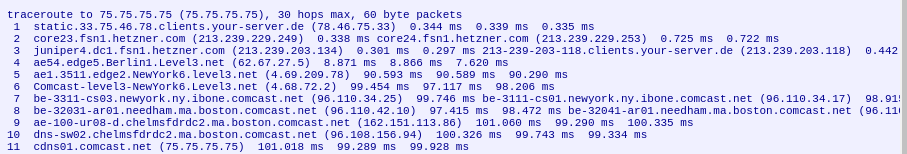 traceroute to 75.75.75.75 (75.75.75.75), 30 hops max, 60 byte packets
1 static.33.75.46.78.clients.your-server.de (78.46.75.33) 0.344 ms 0.339 ms 0.335 ms
2 core23.fsn1.hetzner.com (213.239.229.249) 0.338 ms core24.fsn1.hetzner.com (213.239.229.253) 0.725 ms 0.722 ms
3 juniper4.dc1.fsn1.hetzner.com (213.239.203.134) 0.301 ms 0.297 ms 213-239-203-118.clients.your-server.de (213.239.203.118) 0.442
4 ae54.edge5.Berlin1.Level3.net (62.67.27.5) 8.871 ms 8.866 ms 7.620 ms
5 ae1.3511.edge2.NewYork6.level3.net (4.69.209.78) 90.593 ms 90.589 ms 90.290 ms
6 Comcast-level3-NewYork6.level3.net (4.68.72.2) 99.454 ms 97.117 ms 98.206 ms
7 be-3311-cs03.newyork.ny.ibone.comcast.net (96.110.34.25) 99.746 ms be-3111-cs01.newyork.ny.ibone.comcast.net (96.110.34.17) 98.91
8 be-32031-ar01.needham.ma.boston.comcast.net (96.110.42.10) 97.415 ms 98.472 ms be-32041-ar01.needham.ma.boston.comcast.net (96.11
9 ae-100-ur08-d.chelmsfdrdc2.ma.boston.comcast.net (162.151.113.86) 101.060 ms 99.290 ms 100.335 ms
10 dns-sw02.chelmsfdrdc2.ma.boston.comcast.net (96.108.156.94) 100.326 ms 99.743 ms 99.334 ms
11 cdns01.comcast.net (75.75.75.75) 101.018 ms 99.289 ms 99.928 ms